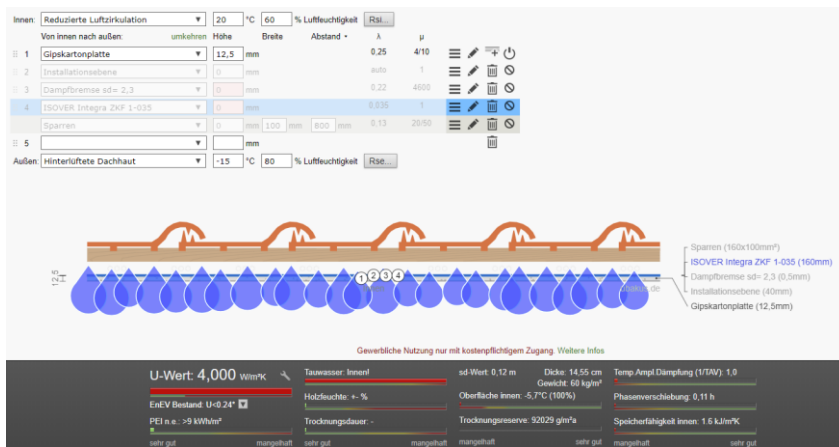 Innen: Reduzierte Luftzirkulation 20 °C 60 % Luftfeuchtigkeit Rsi...
Von innen nach außen: umkehren Höhe Breite Abstand λ μ
1 Gipskartonplatte 12,5 mm 0,25 4/10
2 Installationsebene 0 mm auto 1
3 Dampfbremse sd= 2,3 0 mm 0.22 4600
4 ISOVER Integra ZKF 1-035 0 mm 0,035 1
Sparren 0 mm 100 mm 800 mm 0.13 20/50
5 mm
Außen: Hinterlüftete Dachhaut -15 °C 80 % Luftfeuchtigkeit Rse...
Sparren (160x100mm²)
ISOVER Integra ZKF 1-035 (160mm)
Dampfbremse sd= 2,3 (0,5mm)
Installationsebene (40mm)
Gipskartonplatte (12,5mm)
12,5
1 2 3 4
ubakus.de
Gewerbliche Nutzung nur mit kostenpflichtigem Zugang. Weitere Infos
U-Wert: 4,000 W/m²K
EnEV Bestand: U<0.24*
PEI n.e.: >9 kWh/m²
sehr gut mangelhaft
Tauwasser: Innen!
Holzfeuchte: +- %
Trocknungsdauer: -
sehr gut mangelhaft
sd-Wert: 0,12 m Dicke: 14,55 cm
Gewicht: 60 kg/m²
Oberfläche innen: -5,7°C (100%)
Trocknungsreserve: 92029 g/m²a
mangelhaft sehr gut
Temp.Ampl.Dämpfung (1/TAV): 1,0
Phasenverschiebung: 0,11 h
Speicherfähigkeit innen: 1.6 kJ/m²K
mangelhaft sehr gut